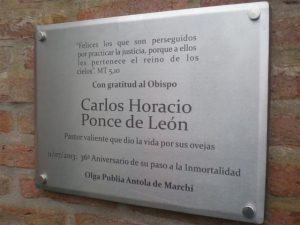 "Felices los que son perseguidos
por practicar la justicia, porque a ellos
les pertenece el reino de los
cielos". MT 5,10
Con gratitud al Obispo
Carlos Horacio
Ponce de León
Pastor valiente que dio la vida por sus ovejas
11/07/2013: 36º Aniversario de su paso a la Inmortalidad
Olga Publia Antola de Marchi